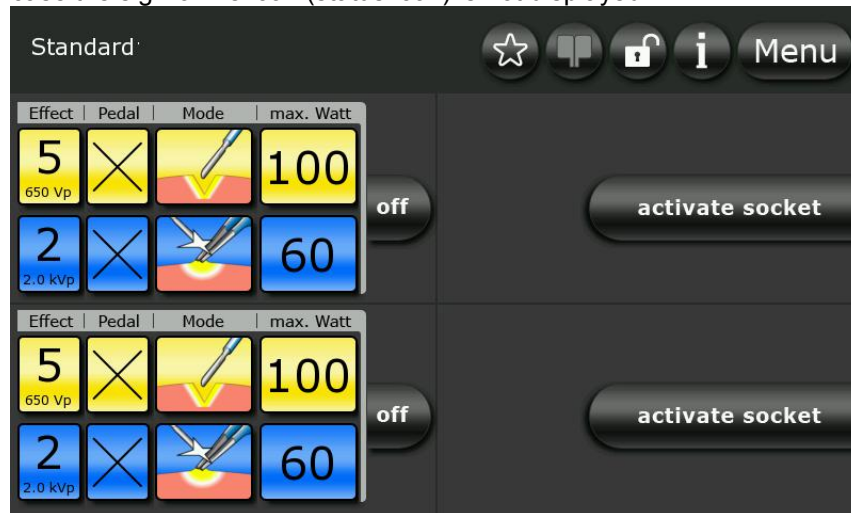 Standard
Menu
Effect | Pedal | Mode | max. Watt
5
650 Vp
100
off
activate socket
2
2.0 kVp
60
Effect | Pedal | Mode | max. Watt
5
650 Vp
100
off
activate socket
2
2.0 kVp
60